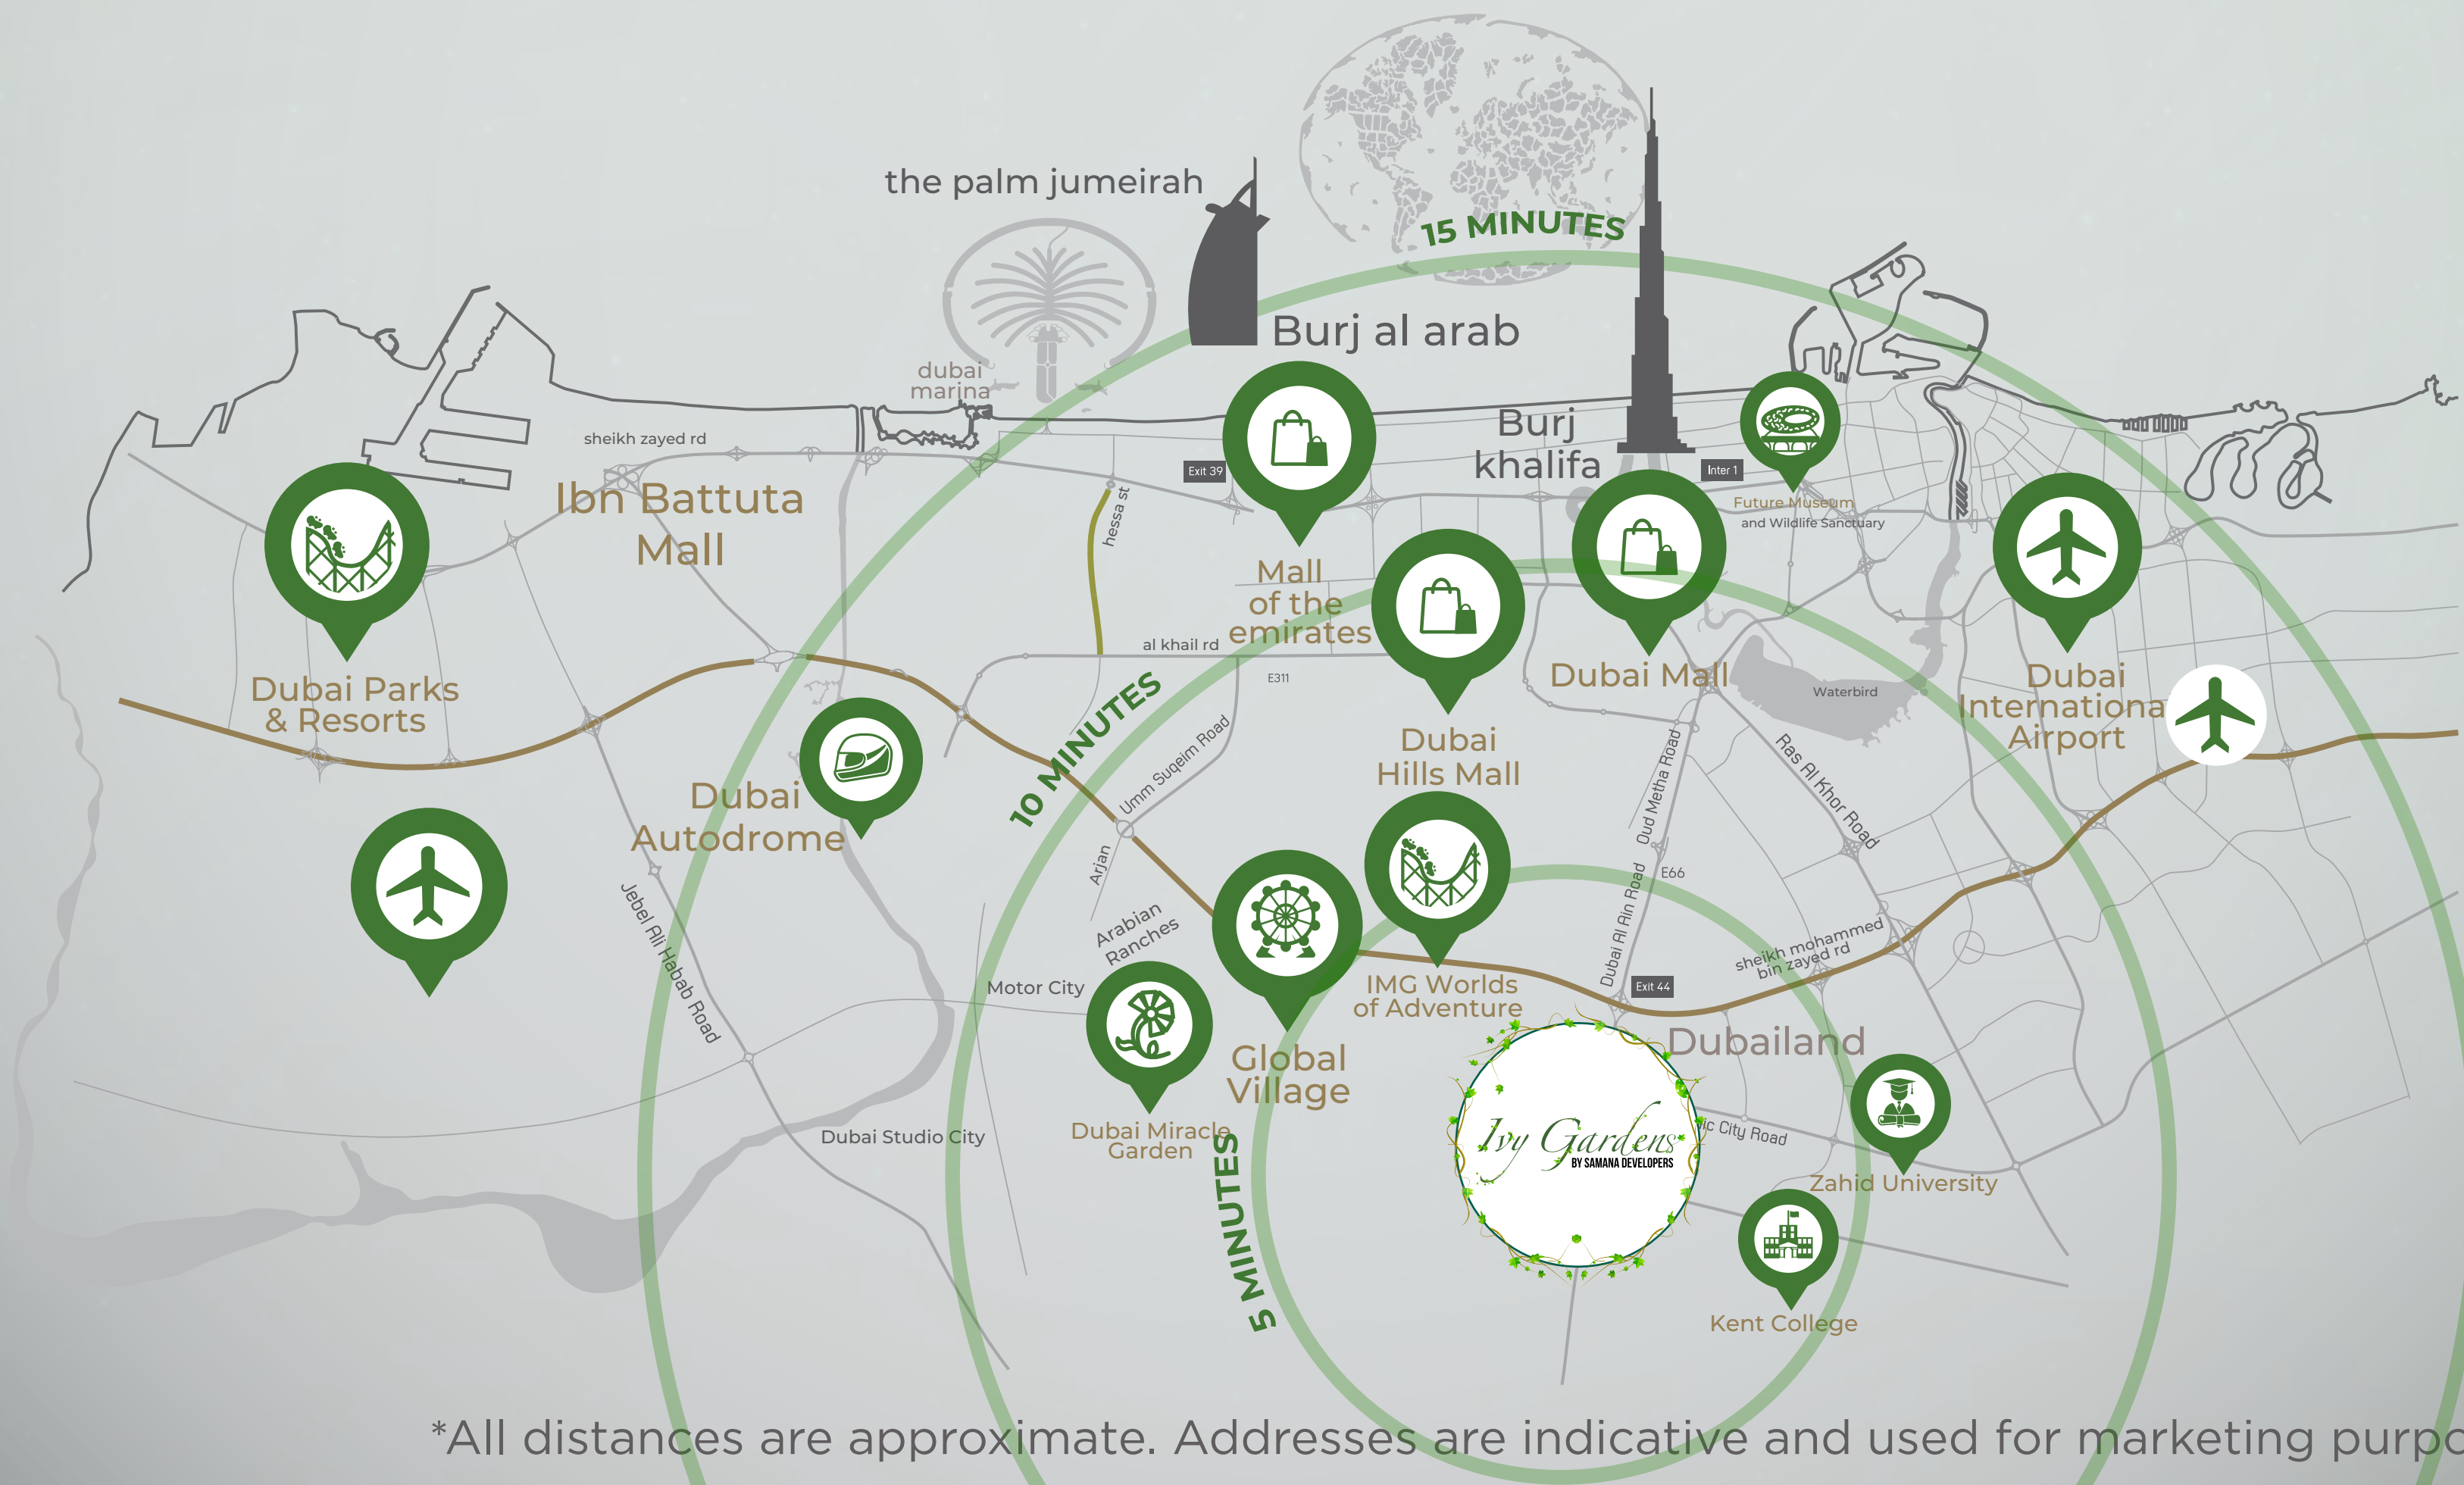 the palm jumeirah
15 MINUTES
Burj al arab
dubai
marina
sheikh zayed rd
Ibn Battuta
Mall
Exit 39
hessa st
Burj
khalifa
Inter 1
Future Museum
and Wildlife Sanctuary
Mall
of the
emirates
al khail rd
E311
Dubai Mall
Waterbird
Dubai
Internationa
Airport
Dubai Parks
& Resorts
10 MINUTES
Umm Suqeim Road
Dubai
Hills Mall
Oud Metha Road
Ras Al Khor Road
Dubai
Autodrome
Arjan
E66
Jebel Ali Habab Road
Arabian
Ranches
Motor City
Dubai Al Ain Road
Exit 44
sheikh mohammed
bin zayed rd
IMG Worlds
of Adventure
Dubailand
Global
Village
Dubai Miracle
Garden
Dubai Studio City
5 MINUTES
Ivy Gardens
BY SAMANA DEVELOPERS
ic City Road
Zahid University
Kent College
*All distances are approximate. Addresses are indicative and used for marketing purpo